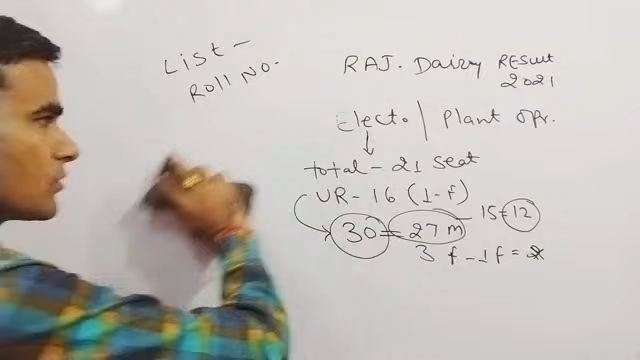 List -
Roll No.
RAJ. Dairy RESULT
2021
Electo | Plant opr.
total - 21 seat
UR - 16 (1-f)
15 = 12
30 = 27 m
3 f - 1 f =